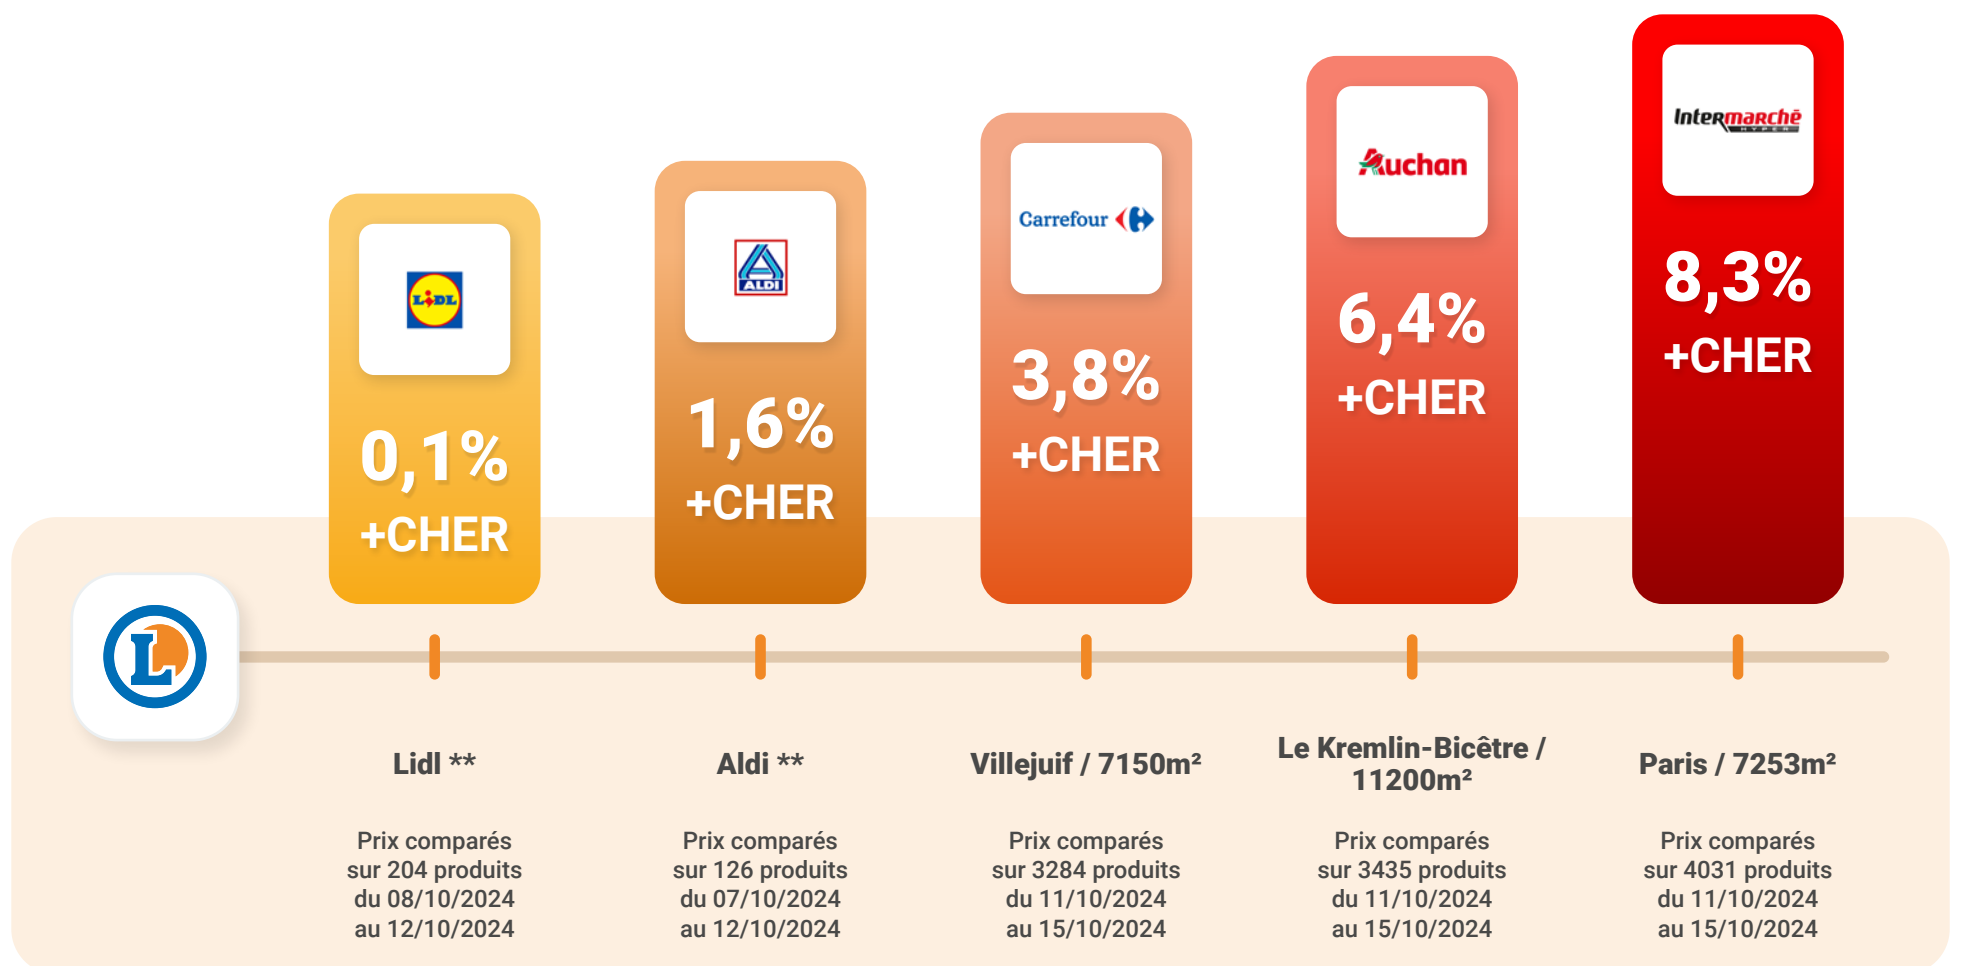 LIDL
0,1%
+CHER
ALDI
1,6%
+CHER
Carrefour
3,8%
+CHER
Auchan
6,4%
+CHER
Intermarchē
HYPER
8,3%
+CHER
L
Lidl **
Prix comparés
sur 204 produits
du 08/10/2024
au 12/10/2024
Aldi **
Prix comparés
sur 126 produits
du 07/10/2024
au 12/10/2024
Villejuif / 7150m²
Prix comparés
sur 3284 produits
du 11/10/2024
au 15/10/2024
Le Kremlin-Bicêtre /
11200m²
Prix comparés
sur 3435 produits
du 11/10/2024
au 15/10/2024
Paris / 7253m²
Prix comparés
sur 4031 produits
du 11/10/2024
au 15/10/2024